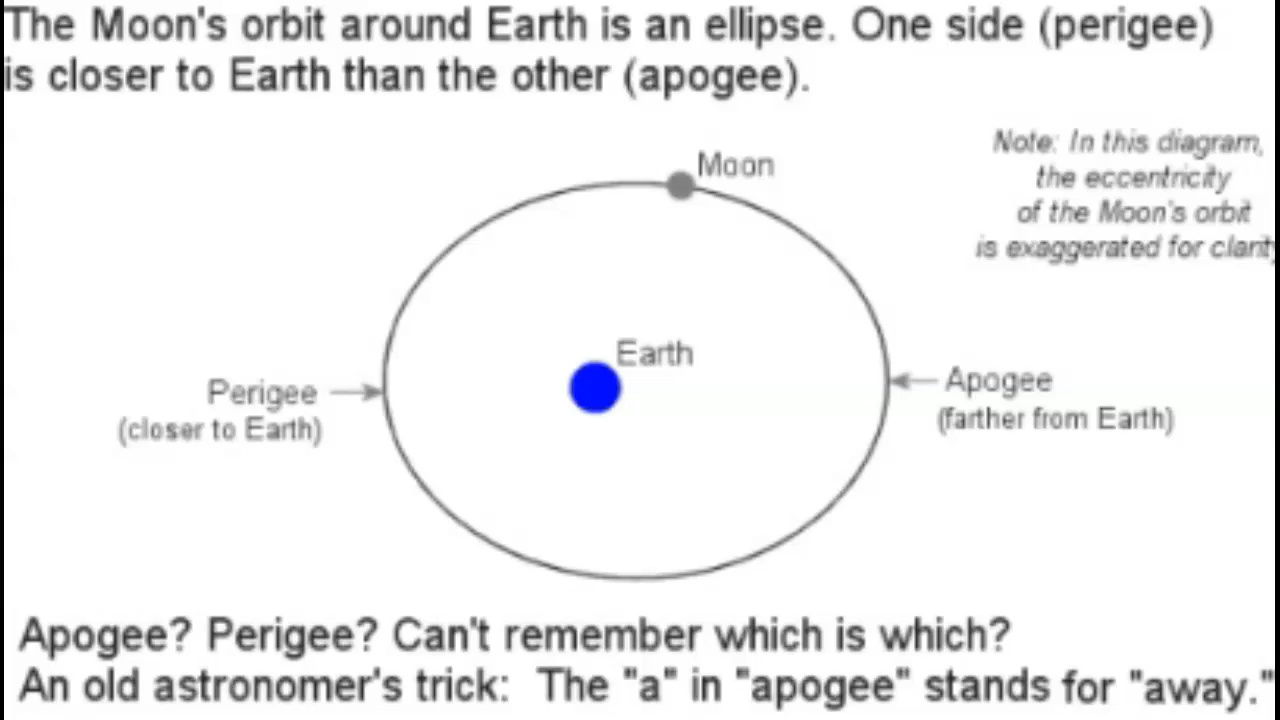 The Moon's orbit around Earth is an ellipse. One side (perigee)
is closer to Earth than the other (apogee).
Note: In this diagram,
the eccentricity
of the Moon's orbit
is exaggerated for clarity
Moon
Earth
Perigee
(closer to Earth)
Apogee
(farther from Earth)
Apogee? Perigee? Can't remember which is which?
An old astronomer's trick: The "a" in "apogee" stands for "away."